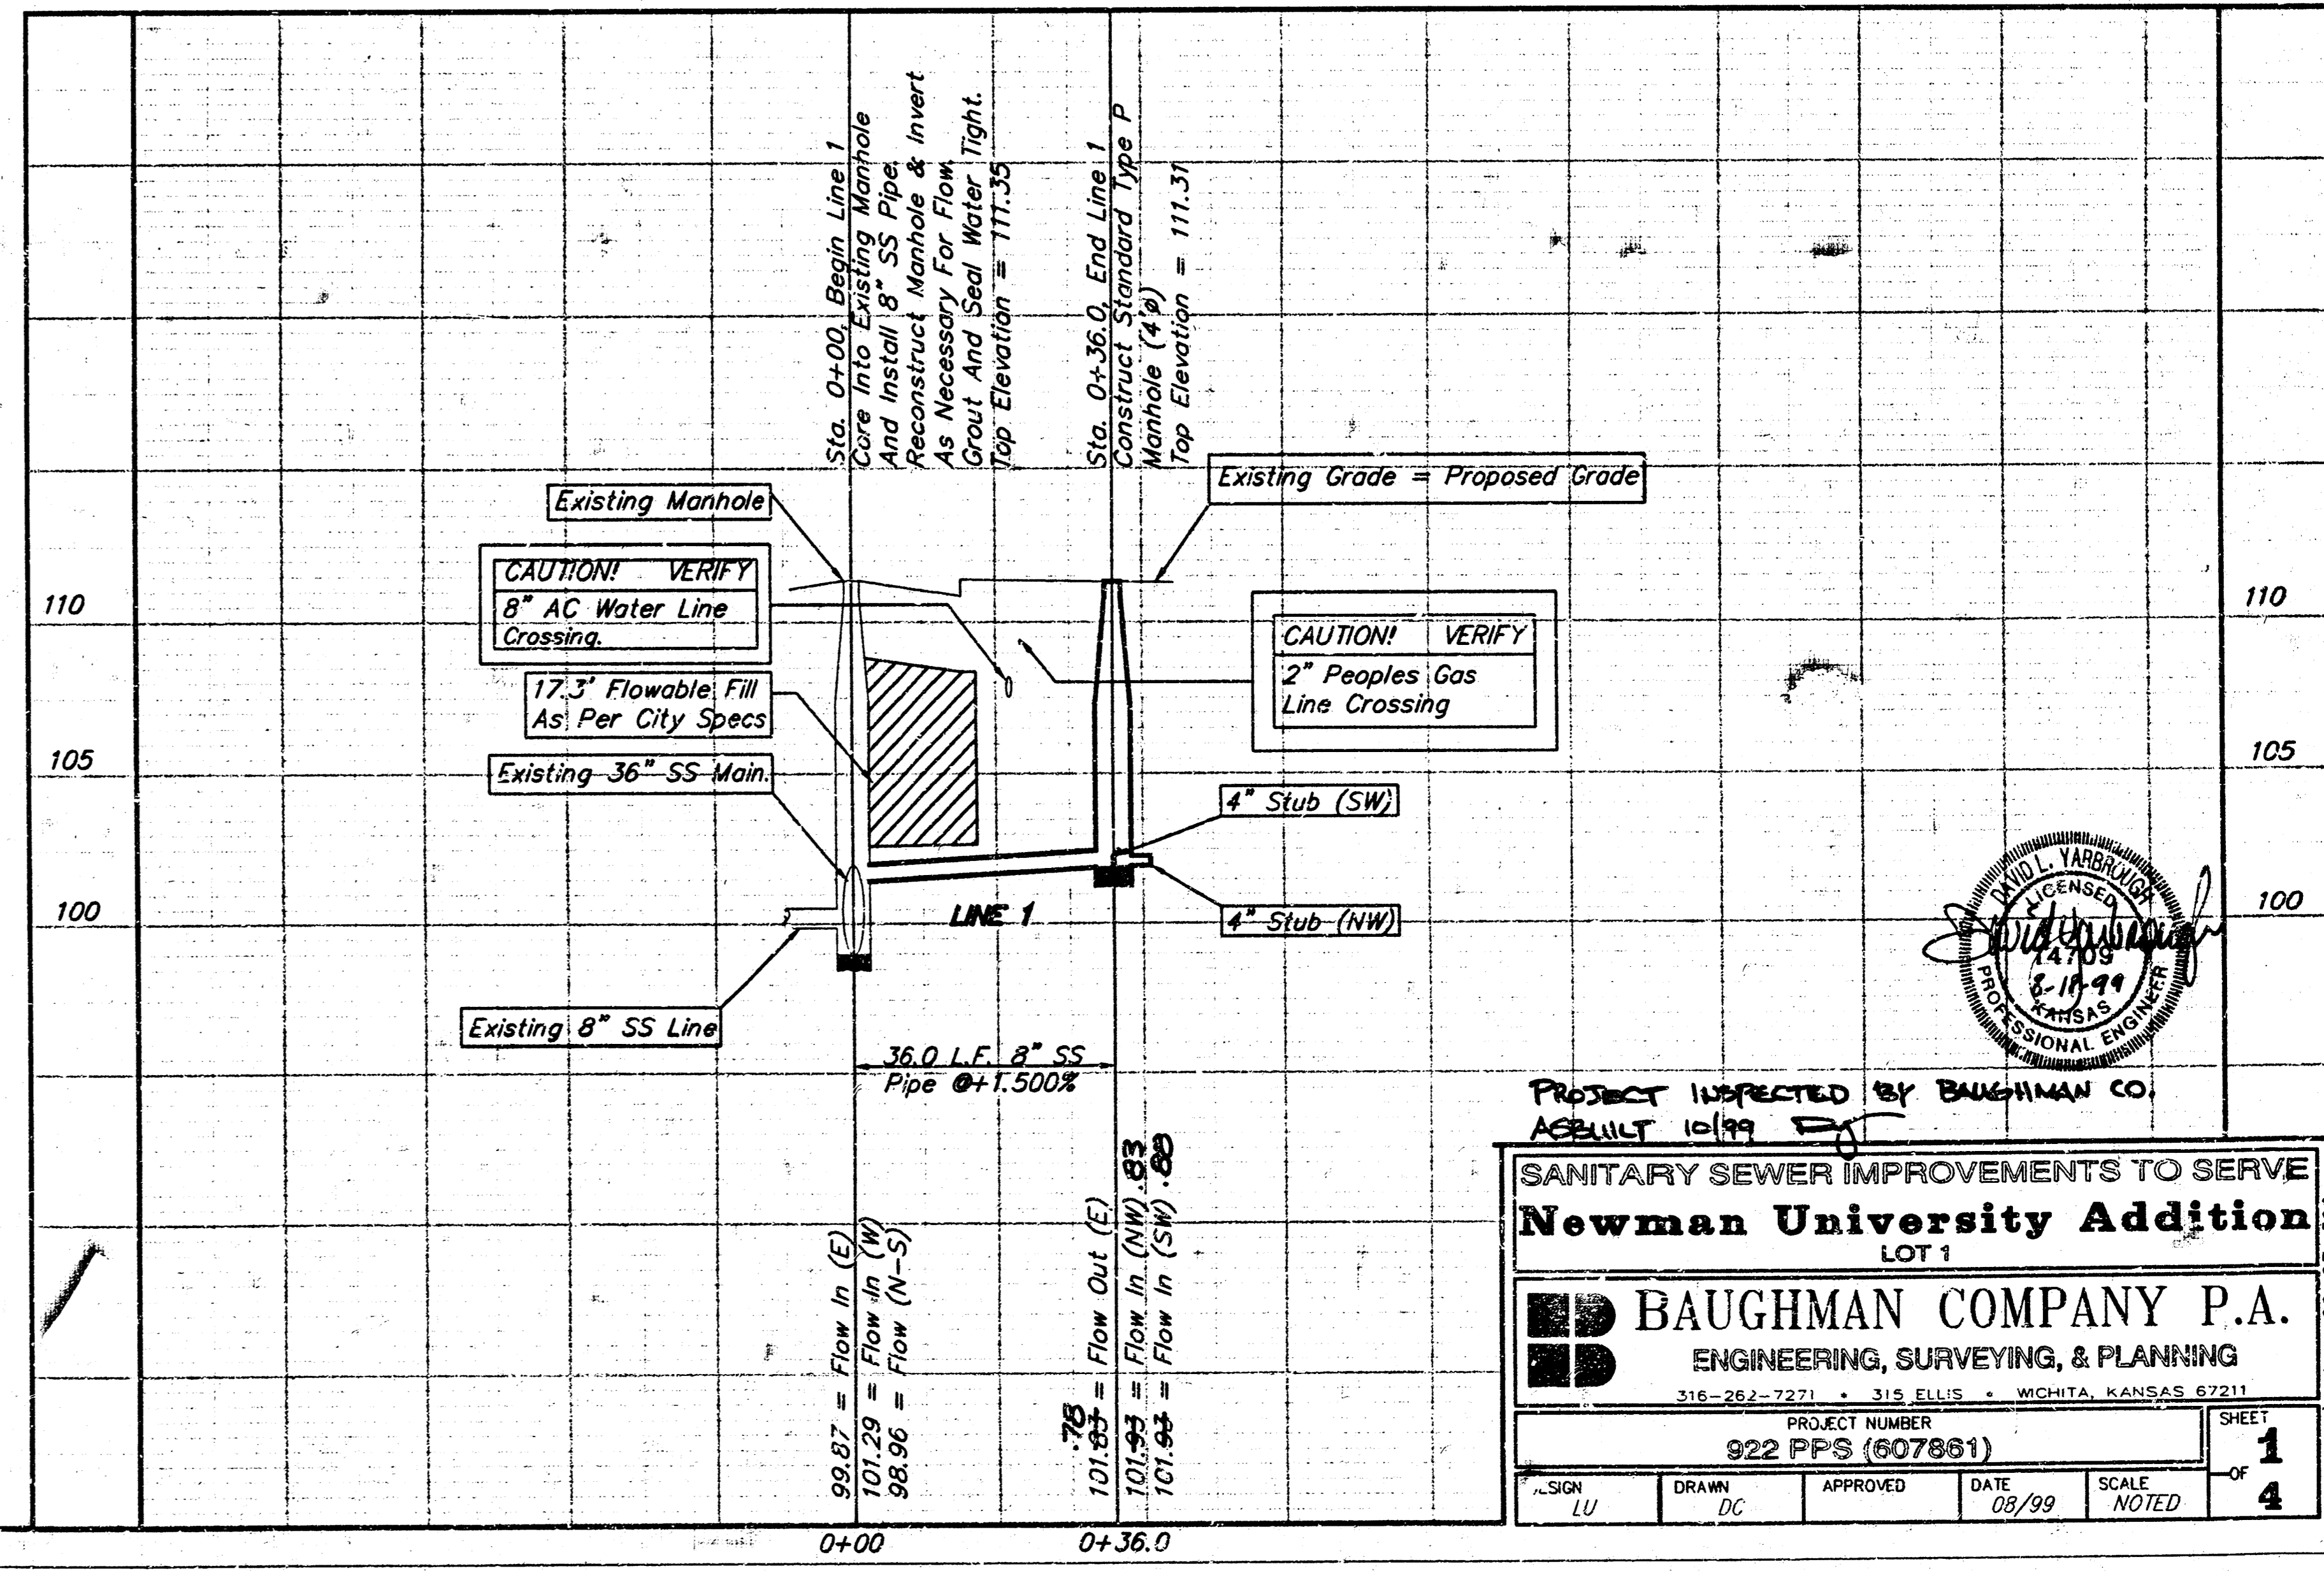 Sta. 0+00, Begin Line 1
Core Into Existing Manhole
And Install 8" SS Pipe.
Reconstruct Manhole & Invert
As Necessary For Flow.
Grout And Seal Water Tight.
Top Elevation = 111.35
Sta. 0+36.0, End Line 1
Construct Standard Type P
Manhole (4'ø)
Top Elevation = 111.31
Existing Grade = Proposed Grade
Existing Manhole
CAUTION! VERIFY
8" AC Water Line
Crossing.
110
110
CAUTION! VERIFY
2" Peoples Gas
Line Crossing
17.3' Flowable Fill
As Per City Specs
105
105
Existing 36" SS Main.
4" Stub (SW)
100
100
LINE 1
4" Stub (NW)
Existing 8" SS Line
36.0 L.F. 8" SS
Pipe @+1.500%
DAVID L. YARBROUGH
LICENSED
14709
8-18-99
KANSAS
PROFESSIONAL ENGINEER
PROJECT INSPECTED BY BAUGHMAN CO.
ASBUILT 10/99
99.87 = Flow In (E)
101.29 = Flow In (W)
98.96 = Flow (N-S)
.78
101.83 = Flow Out (E)
101.93 = Flow In (NW) .83
101.93 = Flow In (SW) .88
0+00
0+36.0
SANITARY SEWER IMPROVEMENTS TO SERVE
Newman University Addition
LOT 1
BAUGHMAN COMPANY P.A.
ENGINEERING, SURVEYING, & PLANNING
316-262-7271 • 315 ELLIS • WICHITA, KANSAS 67211
PROJECT NUMBER
922 PPS (607861)
SHEET
1
OF
4
DRAWN
APPROVED
DATE
SCALE
LU
DC
08/99
NOTED